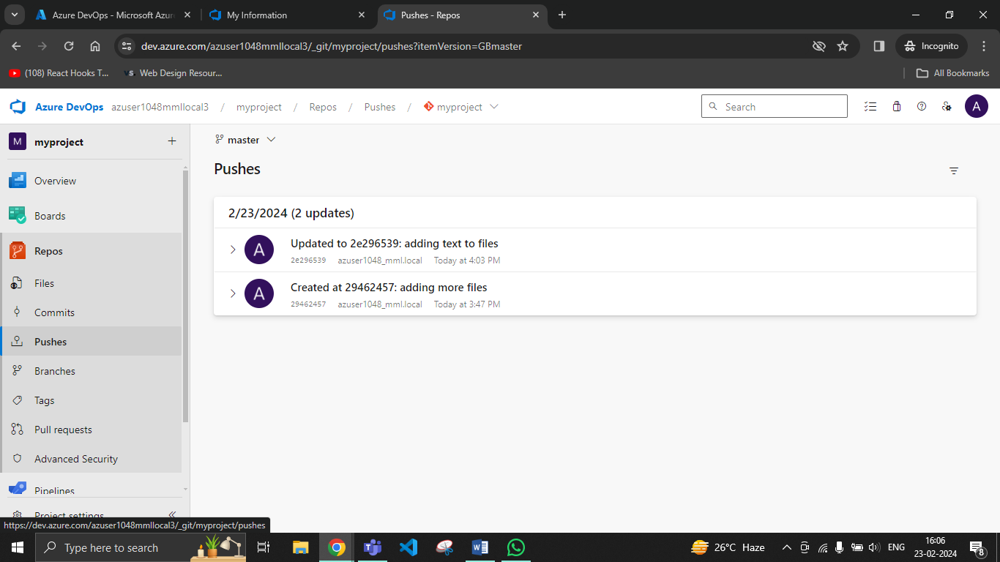 Azure DevOps - Microsoft Azure
My Information
Pushes - Repos
dev.azure.com/azuser1048mmllocal3/_git/myproject/pushes?itemVersion=GBmaster
Incognito
(108) React Hooks T...
VS. Web Design Resour...
All Bookmarks
Azure DevOps azuser1048mmllocal3 / myproject / Repos / Pushes / myproject
Search
A
M myproject
Overview
Boards
Repos
Files
Commits
Pushes
Branches
Tags
Pull requests
Advanced Security
Pipelines
Project settings
master
Pushes
2/23/2024 (2 updates)
A
Updated to 2e296539: adding text to files
2e296539 azuser1048_mml.local Today at 4:03 PM
A
Created at 29462457: adding more files
29462457 azuser1048_mml.local Today at 3:47 PM
https://dev.azure.com/azuser1048mmllocal3/_git/myproject/pushes
Type here to search
26°C Haze
ENG
16:06
23-02-2024
8